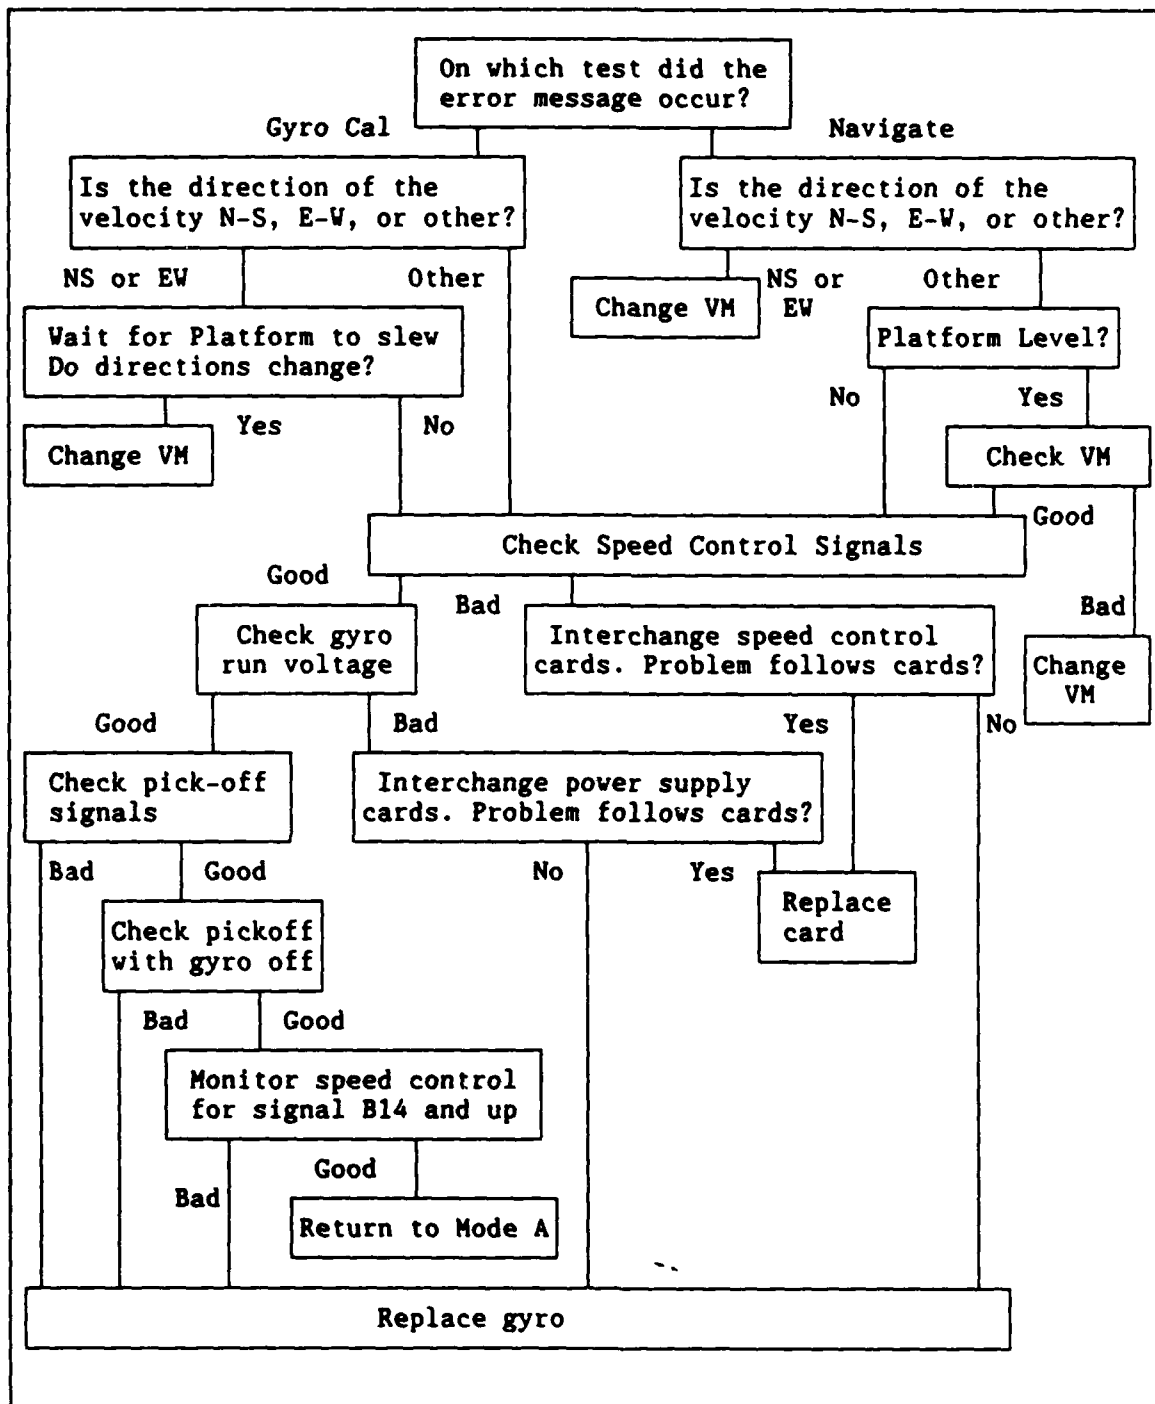 On which test did the
error message occur?
Gyro Cal
Navigate
Is the direction of the
velocity N-S, E-W, or other?
Is the direction of the
velocity N-S, E-W, or other?
NS or EW
Other
Change VM
NS or
EW
Other
Wait for Platform to slew
Do directions change?
Platform Level?
No
Yes
Yes
No
Change VM
Check VM
Good
Check Speed Control Signals
Good
Bad
Bad
Check gyro
run voltage
Interchange speed control
cards. Problem follows cards?
Change
VM
Good
Bad
Yes
No
Check pick-off
signals
Interchange power supply
cards. Problem follows cards?
Bad
Good
No
Yes
Replace
card
Check pickoff
with gyro off
Bad
Good
Monitor speed control
for signal B14 and up
Good
Bad
Return to Mode A
Replace gyro